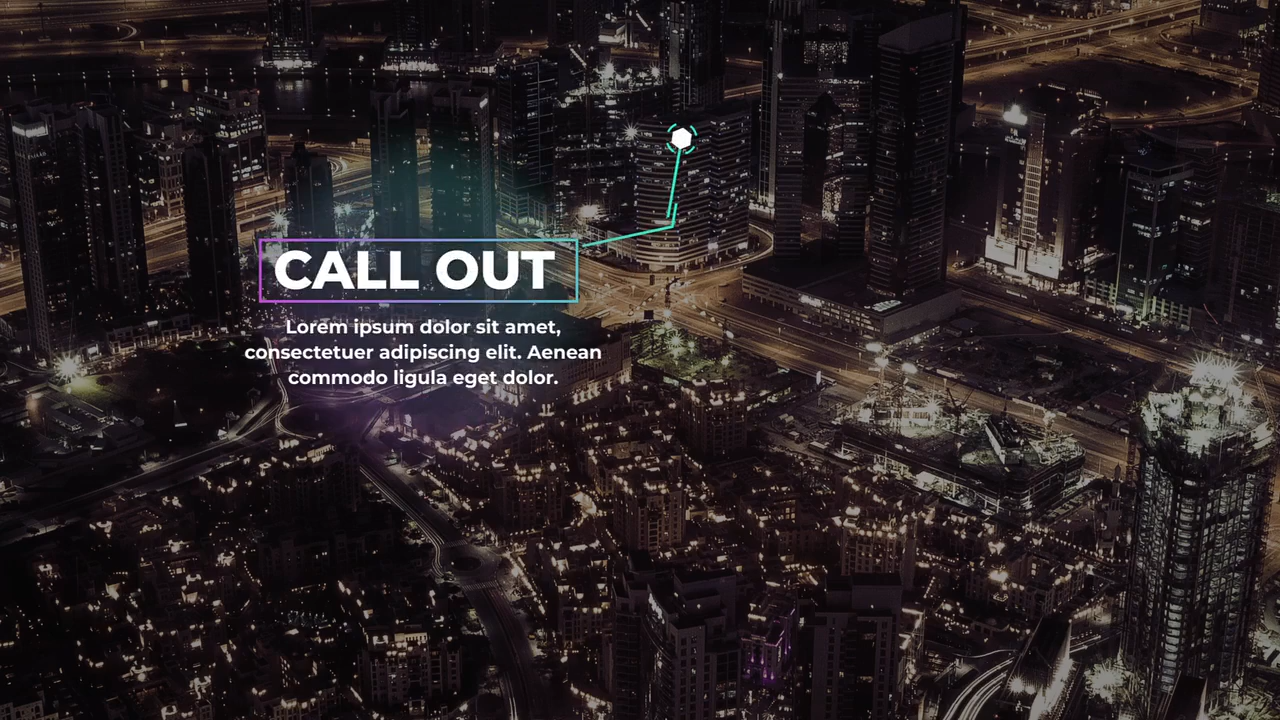 CALL OUT
Lorem ipsum dolor sit amet,
consectetuer adipiscing elit. Aenean
commodo ligula eget dolor.